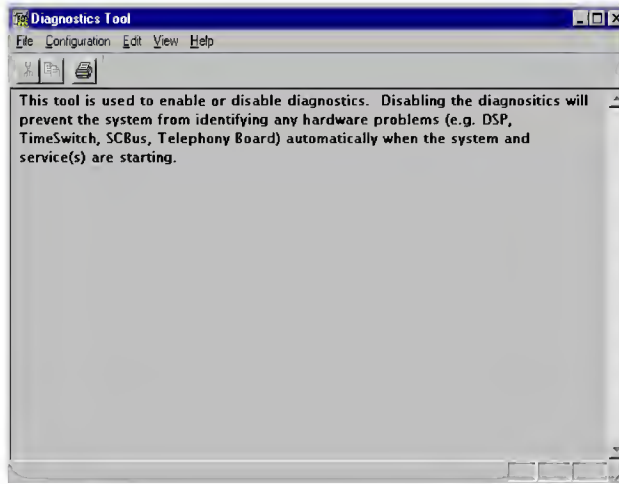 Diagnostics Tool
File Configuration Edit View Help
This tool is used to enable or disable diagnostics. Disabling the diagnositics will
prevent the system from identifying any hardware problems (e.g. DSP,
TimeSwitch, SCBus, Telephony Board) automatically when the system and
service(s) are starting.